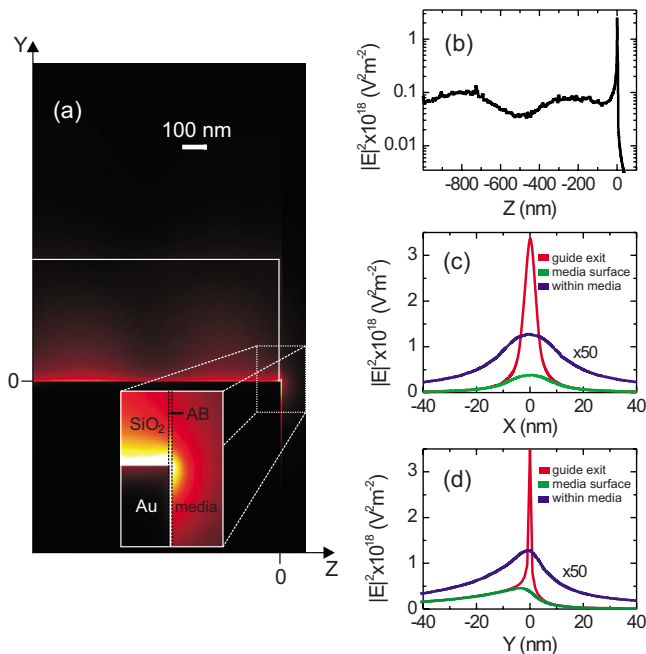 Y
(a)
100 nm
0
SiO₂
AB
Au
media
0
Z
(b)
|E|²x10¹⁸ (V²m⁻²)
1
0.1
0.01
-800 -600 -400 -200 0
Z (nm)
(c)
|E|²x10¹⁸ (V²m⁻²)
3
2
1
0
guide exit
media surface
within media
x50
-40 -20 0 20 40
X (nm)
(d)
|E|²x10¹⁸ (V²m⁻²)
3
2
1
0
guide exit
media surface
within media
x50
-40 -20 0 20 40
Y (nm)